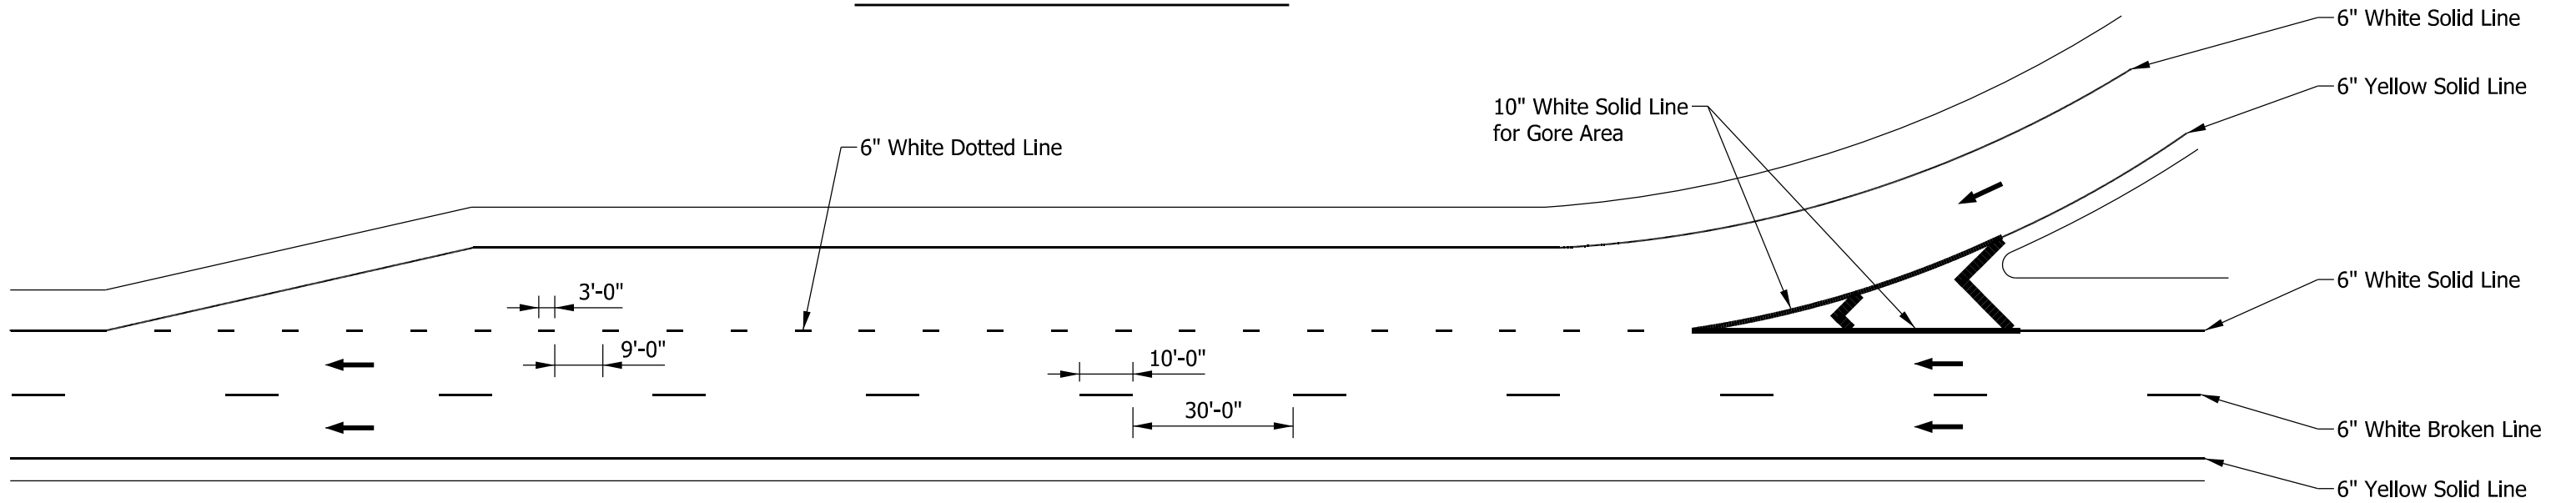 6" White Solid Line
6" Yellow Solid Line
10" White Solid Line
for Gore Area
6" White Dotted Line
6" White Solid Line
3'-0"
9'-0"
10'-0"
30'-0"
6" White Broken Line
6" Yellow Solid Line